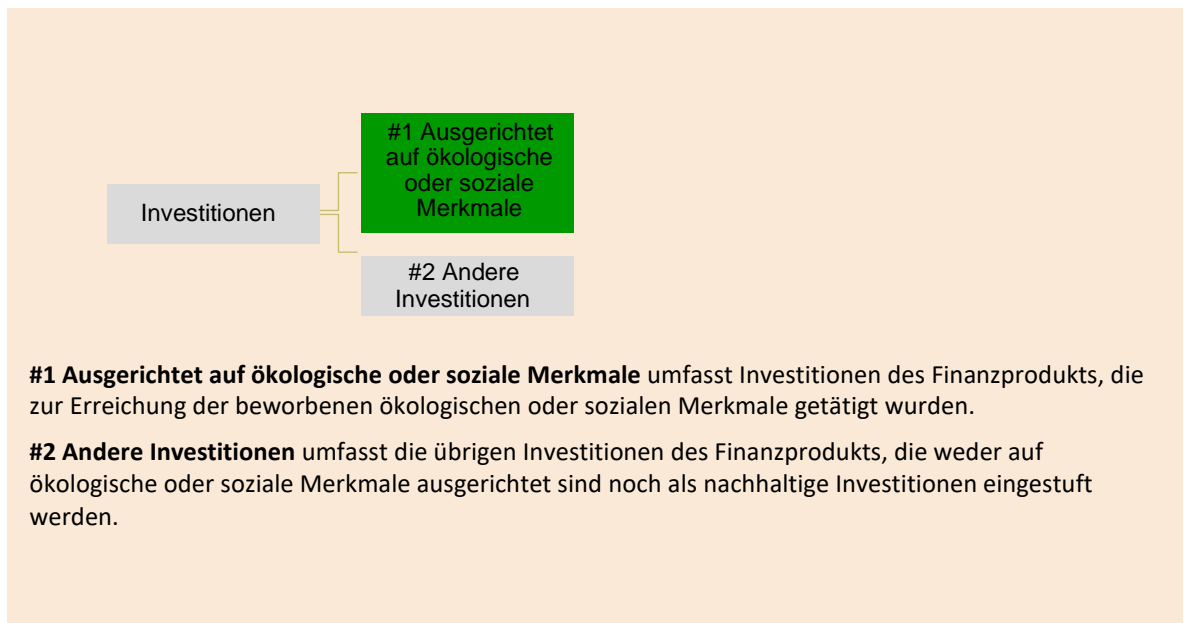 #1 Ausgerichtet
auf ökologische
oder soziale
Merkmale
Investitionen
#2 Andere
Investitionen
#1 Ausgerichtet auf ökologische oder soziale Merkmale umfasst Investitionen des Finanzprodukts, die
zur Erreichung der beworbenen ökologischen oder sozialen Merkmale getätigt wurden.
#2 Andere Investitionen umfasst die übrigen Investitionen des Finanzprodukts, die weder auf
ökologische oder soziale Merkmale ausgerichtet sind noch als nachhaltige Investitionen eingestuft
werden.